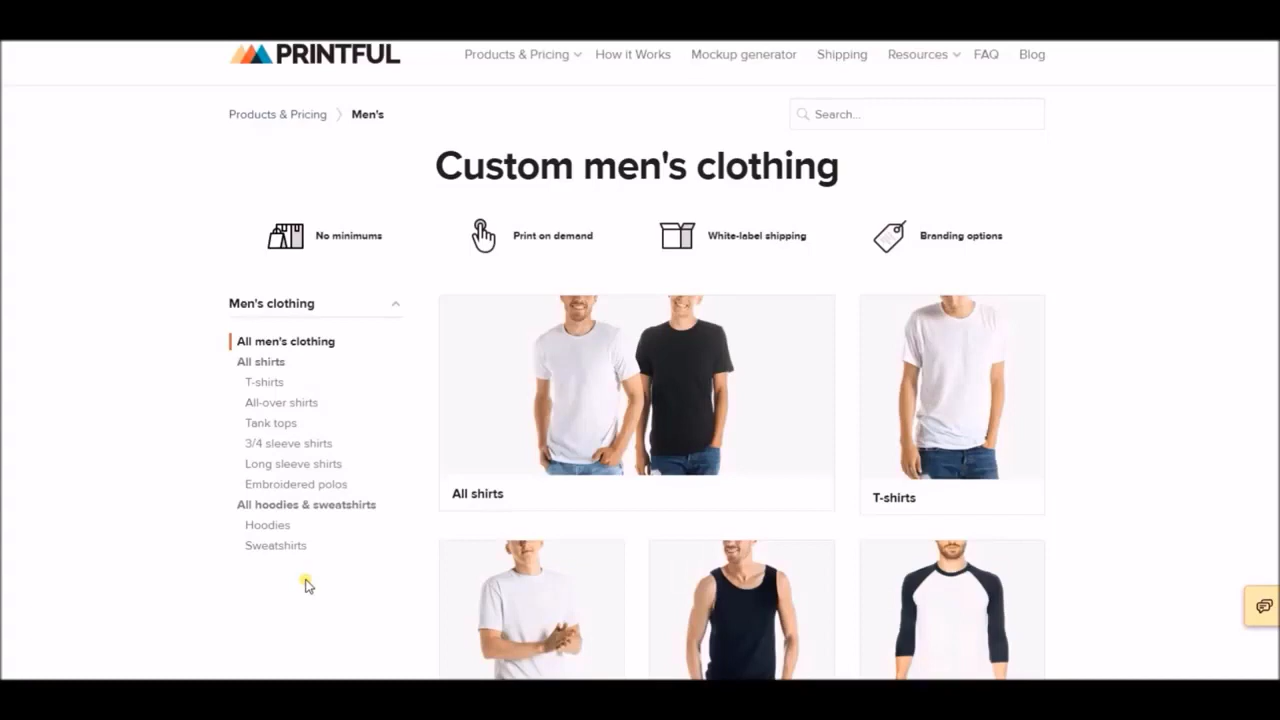 PRINTFUL
Products & Pricing
How it Works
Mockup generator
Shipping
Resources
FAQ
Blog
Products & Pricing
Men's
Search...
Custom men's clothing
No minimums
Print on demand
White-label shipping
Branding options
Men's clothing
All men's clothing
All shirts
T-shirts
All-over shirts
Tank tops
3/4 sleeve shirts
Long sleeve shirts
Embroidered polos
All hoodies & sweatshirts
Hoodies
Sweatshirts
All shirts
T-shirts